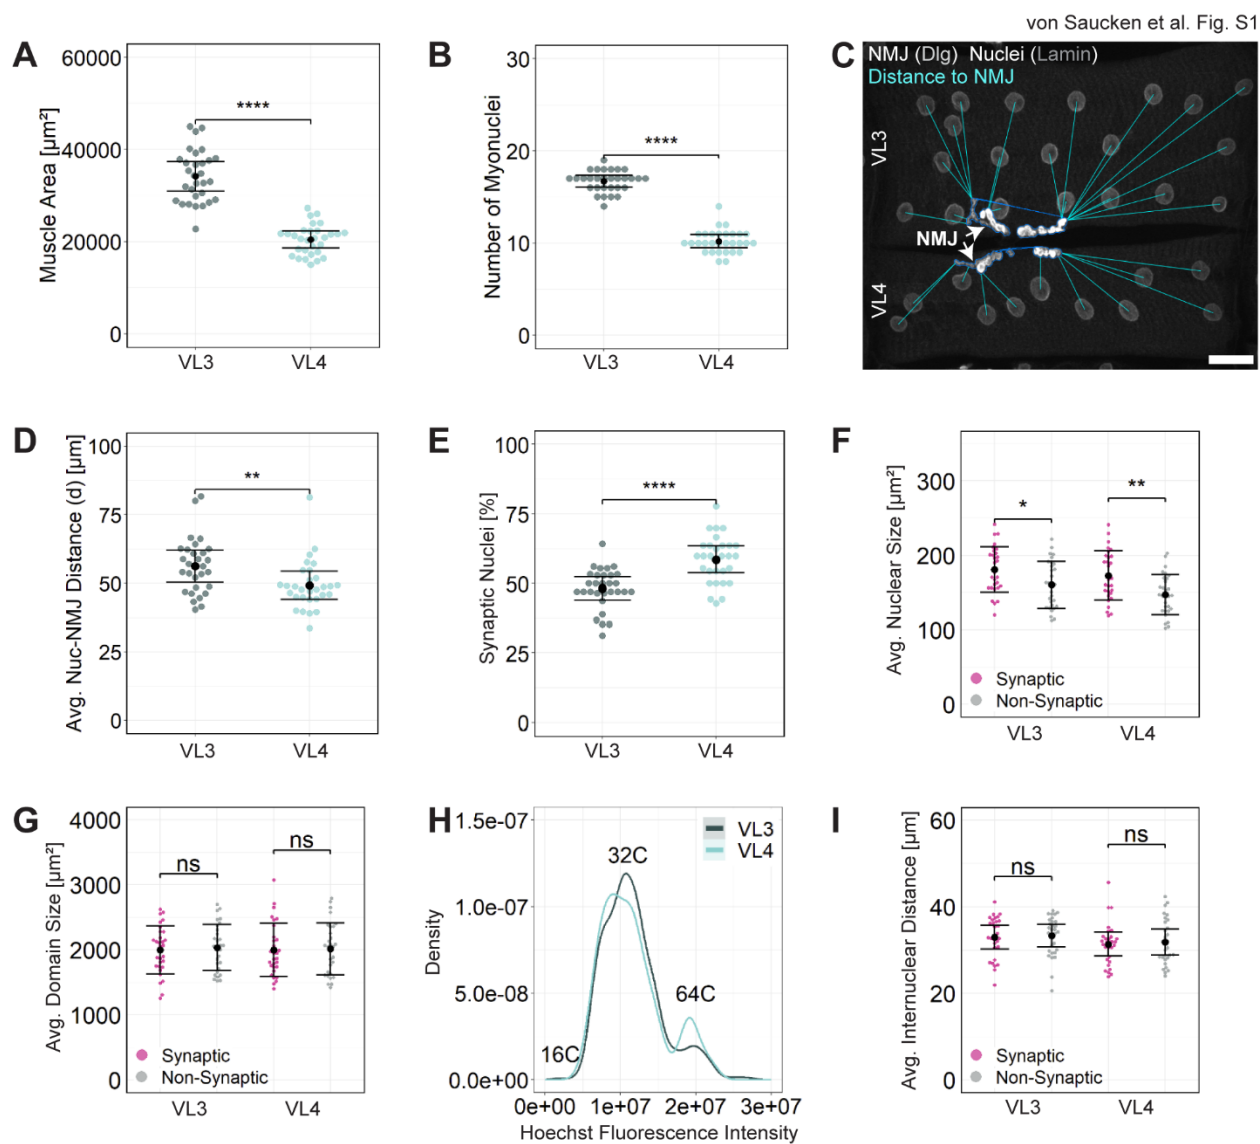 von Saucken et al. Fig. S1
A
Muscle Area [µm²]
60000
40000
20000
0
****
VL3
VL4
B
Number of Myonuclei
30
20
10
0
****
VL3
VL4
C
NMJ (Dlg) Nuclei (Lamin)
Distance to NMJ
VL3
NMJ
VL4
D
Avg. Nuc-NMJ Distance (d) [µm]
100
75
50
25
0
**
VL3
VL4
E
Synaptic Nuclei [%]
100
75
50
25
0
****
VL3
VL4
F
Avg. Nuclear Size [µm²]
300
200
100
0
*
**
Synaptic
Non-Synaptic
VL3
VL4
G
Avg. Domain Size [µm²]
4000
3000
2000
1000
0
ns
ns
Synaptic
Non-Synaptic
VL3
VL4
H
Density
1.5e-07
1.0e-07
5.0e-08
0.0e+00
VL3
VL4
32C
64C
16C
0e+00 1e+07 2e+07 3e+07
Hoechst Fluorescence Intensity
I
Avg. Internuclear Distance [µm]
60
40
20
0
ns
ns
Synaptic
Non-Synaptic
VL3
VL4